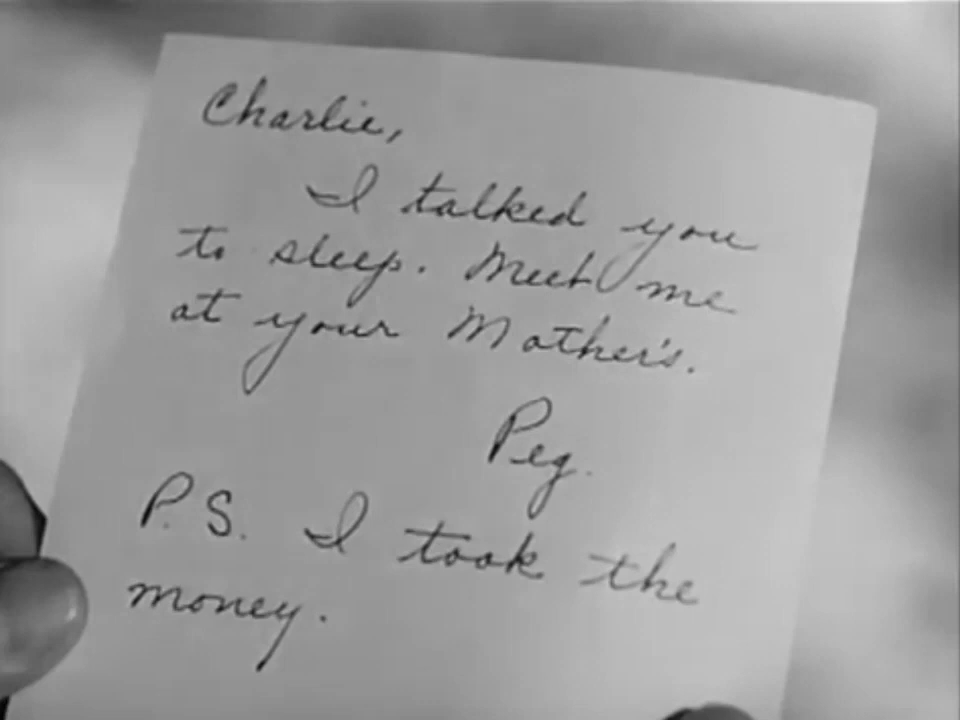 Charlie,
I talked you
to sleep. Meet me
at your Mother's.
Peg.
P.S. I took the
money.